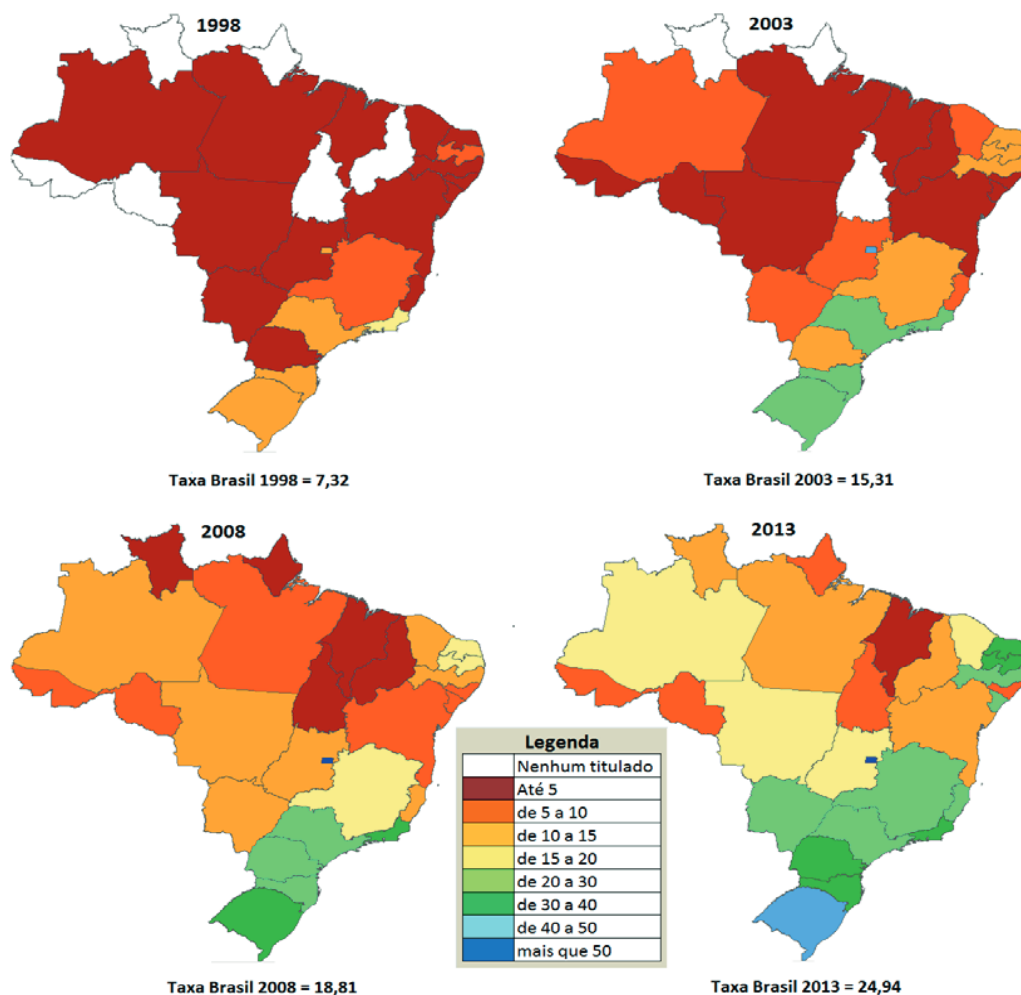 1998
2003
Taxa Brasil 1998 = 7,32
Taxa Brasil 2003 = 15,31
2008
2013
Legenda
Nenhum titulado
Até 5
de 5 a 10
de 10 a 15
de 15 a 20
de 20 a 30
de 30 a 40
de 40 a 50
mais que 50
Taxa Brasil 2008 = 18,81
Taxa Brasil 2013 = 24,94